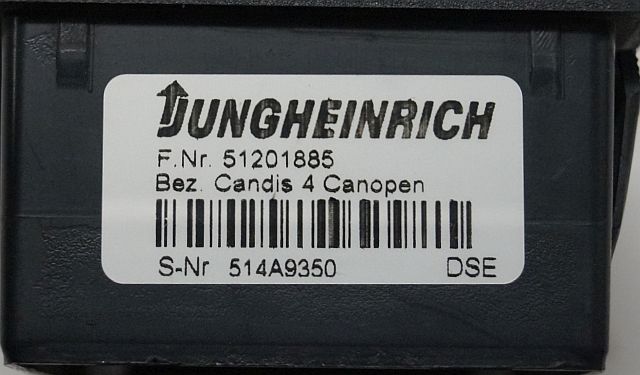 JUNGHEINRICH
F.Nr. 51201885
Bez. Candis 4 Canopen
S-Nr 514A9350 DSE